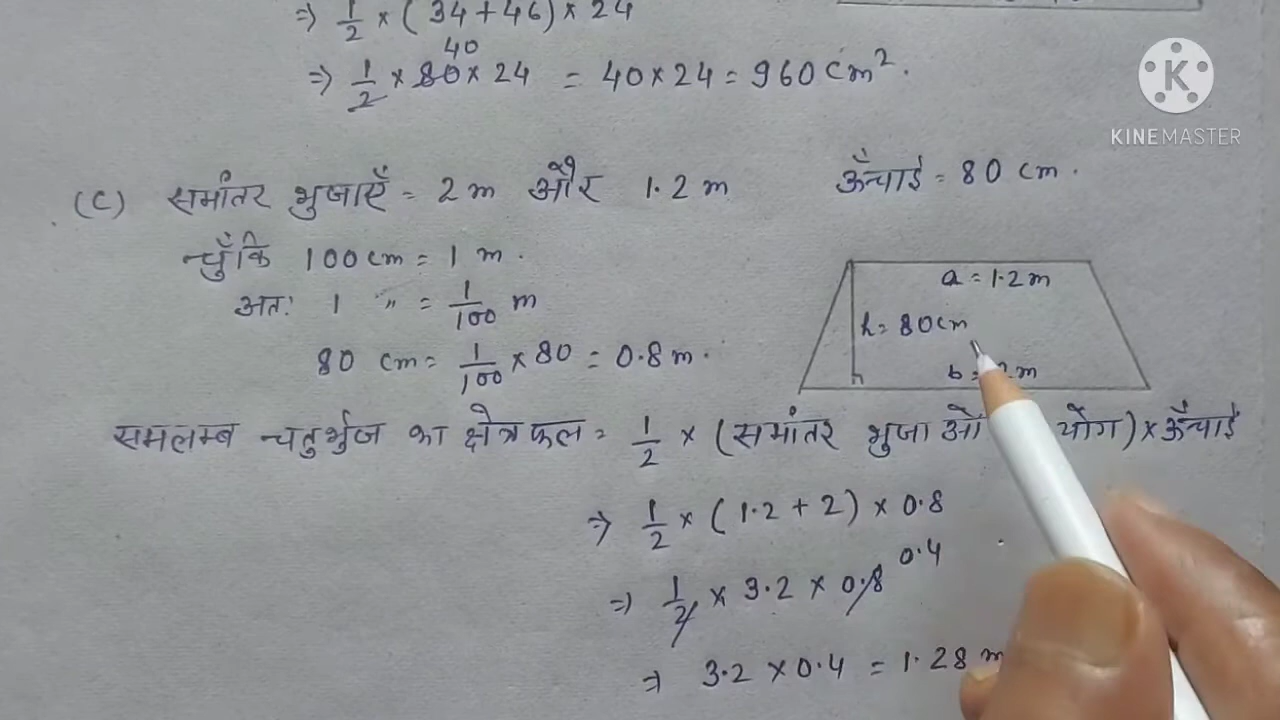 ⇒ 1/2 × (34+46) × 24
40
⇒ 1/2 × 80 × 24 = 40×24 = 960 cm².
KINEMASTER
(C) समांतर भुजाएँ = 2 m और 1.2 m ऊँचाई = 80 cm.
चुँकि 100 cm = 1 m.
अतः 1 〃 = 1/100 m
80 cm = 1/100 × 80 = 0.8 m.
a = 1.2 m
h = 80cm
b = m
समलम्ब चतुर्भुज का क्षेत्रफल = 1/2 × (समांतर भुजाओं योग) × ऊँचाई
⇒ 1/2 × (1.2 + 2) × 0.8
⇒ 1/2 × 3.2 × 0.8 0.4
⇒ 3.2 × 0.4 = 1.28 m